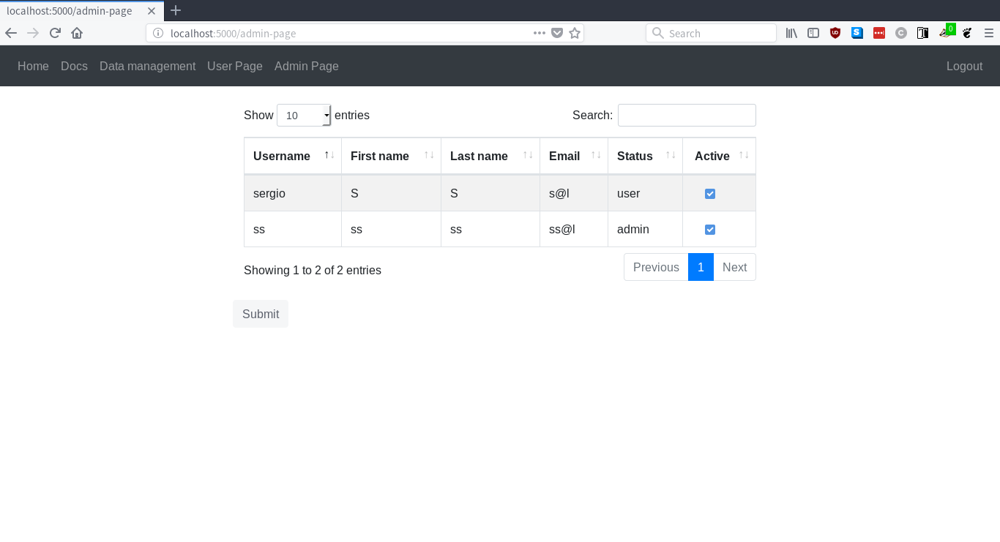 localhost:5000/admin-page
localhost:5000/admin-page
Search
0
Home Docs Data management User Page Admin Page Logout
Show 10 entries Search:
Username First name Last name Email Status Active
sergio S S s@l user
ss ss ss ss@l admin
Showing 1 to 2 of 2 entries Previous 1 Next
Submit